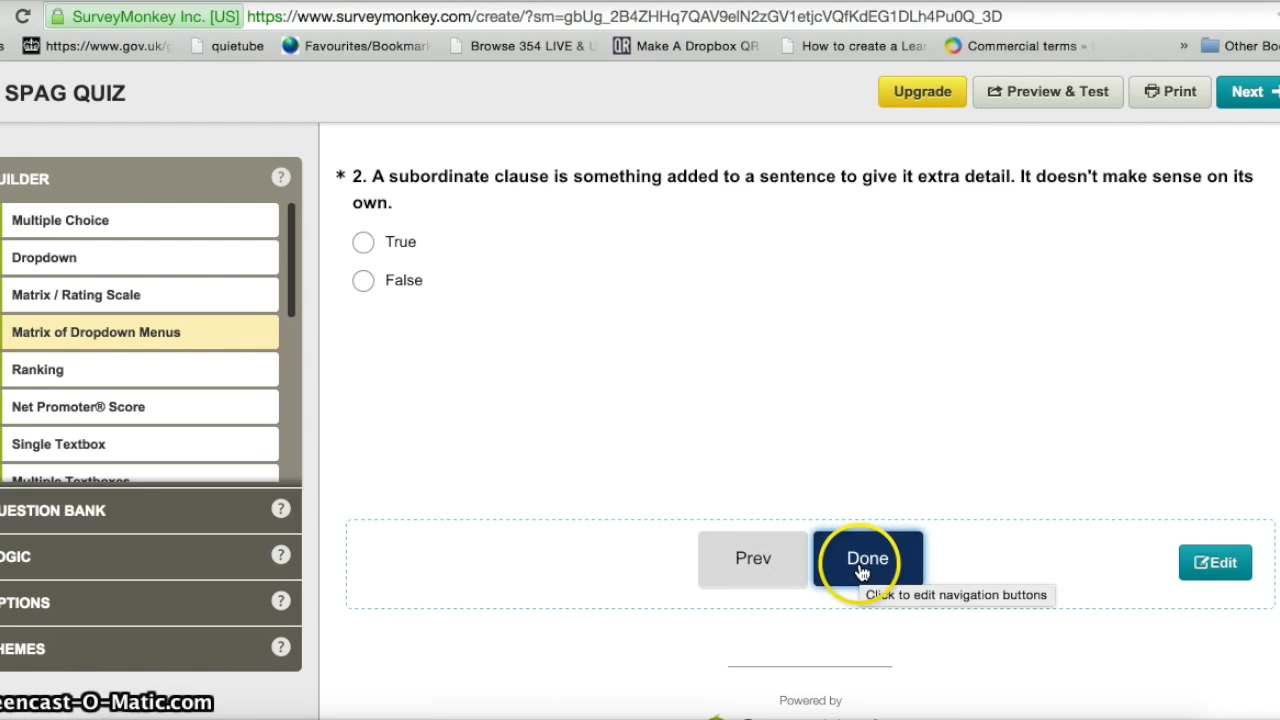 SurveyMonkey Inc. [US] https://www.surveymonkey.com/create/?sm=gbUg_2B4ZHHq7QAV9elN2zGV1etjcVQfKdEG1DLh4Pu0Q_3D
https://www.gov.uk/ quietube Favourites/Bookmar Browse 354 LIVE & Make A Dropbox QR How to create a Lea Commercial terms » Other Boo
SPAG QUIZ
Upgrade Preview & Test Print Next
UILDER ?
Multiple Choice
Dropdown
Matrix / Rating Scale
Matrix of Dropdown Menus
Ranking
Net Promoter® Score
Single Textbox
Multiple Textboxes
UESTION BANK ?
OGIC ?
PTIONS ?
HEMES ?
* 2. A subordinate clause is something added to a sentence to give it extra detail. It doesn't make sense on its
own.
True
False
Prev Done Edit
Click to edit navigation buttons
Powered by
eencast-O-Matic.com